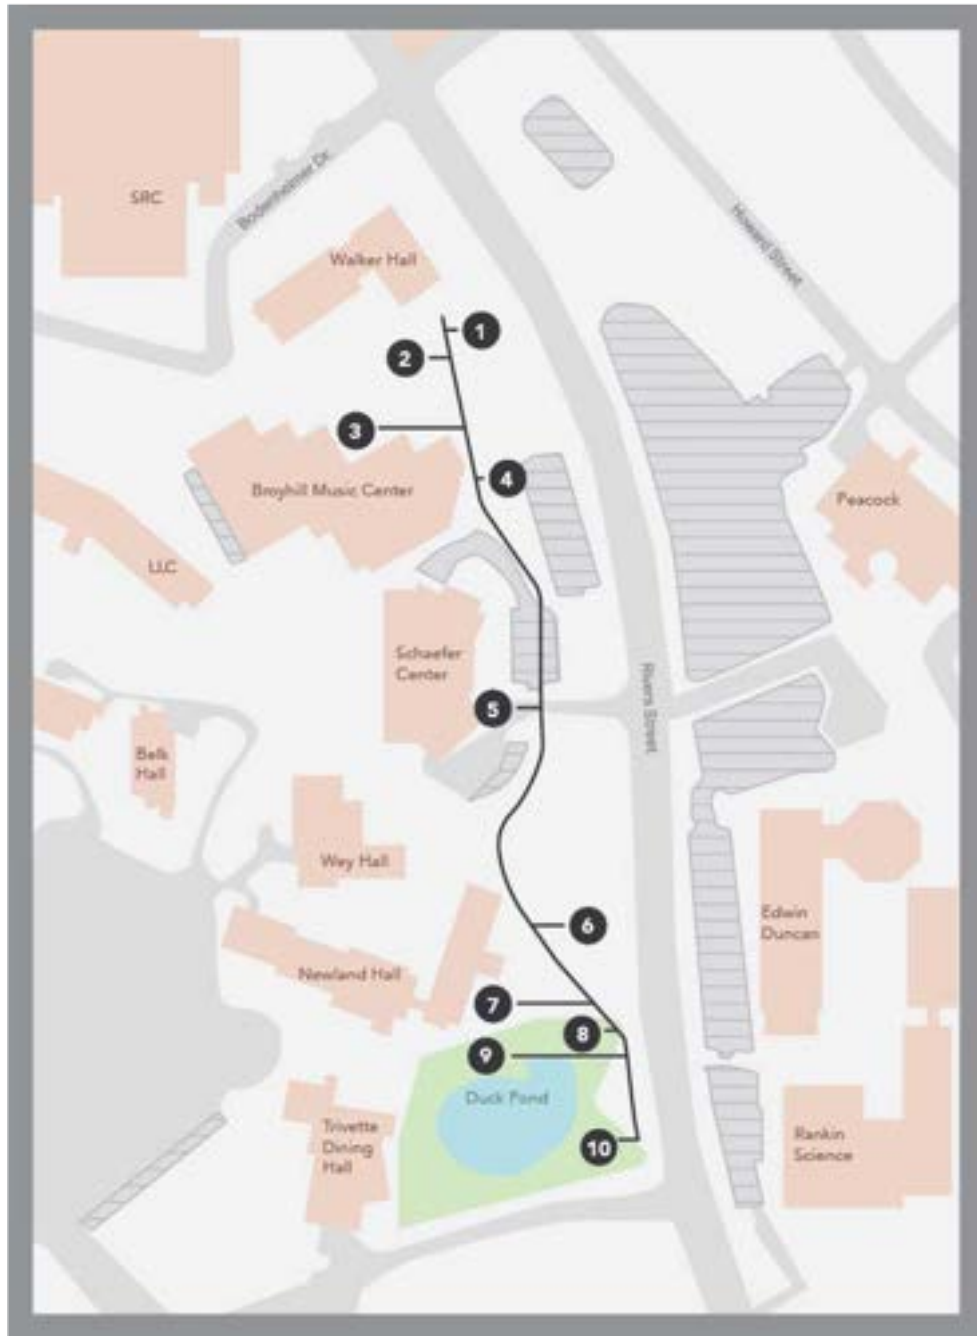 SRC
Bodenheimer Dr.
Howard Street
Walker Hall
1
2
3
4
Broyhill Music Center
Peacock
LLC
Schaefer
Center
5
Rivers Street
Belk
Hall
Wey Hall
6
Edwin
Duncan
Newland Hall
7
8
9
Duck Pond
Trivette
Dining
Hall
10
Rankin
Science